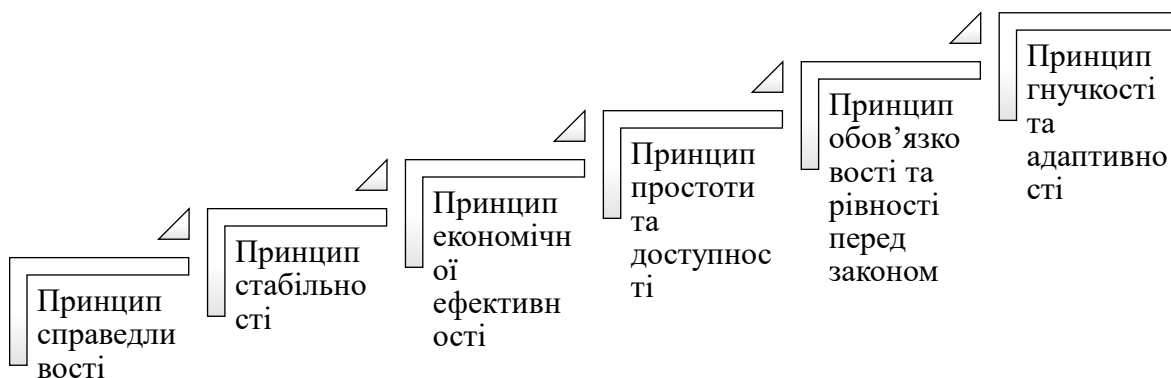 Принцип
справедли
вості
Принцип
стабільно
сті
Принцип
економічн
ої
ефективн
ості
Принцип
простоти
та
доступнос
ті
Принцип
обов’язко
вості та
рівності
перед
законом
Принцип
гнучкості
та
адаптивно
сті